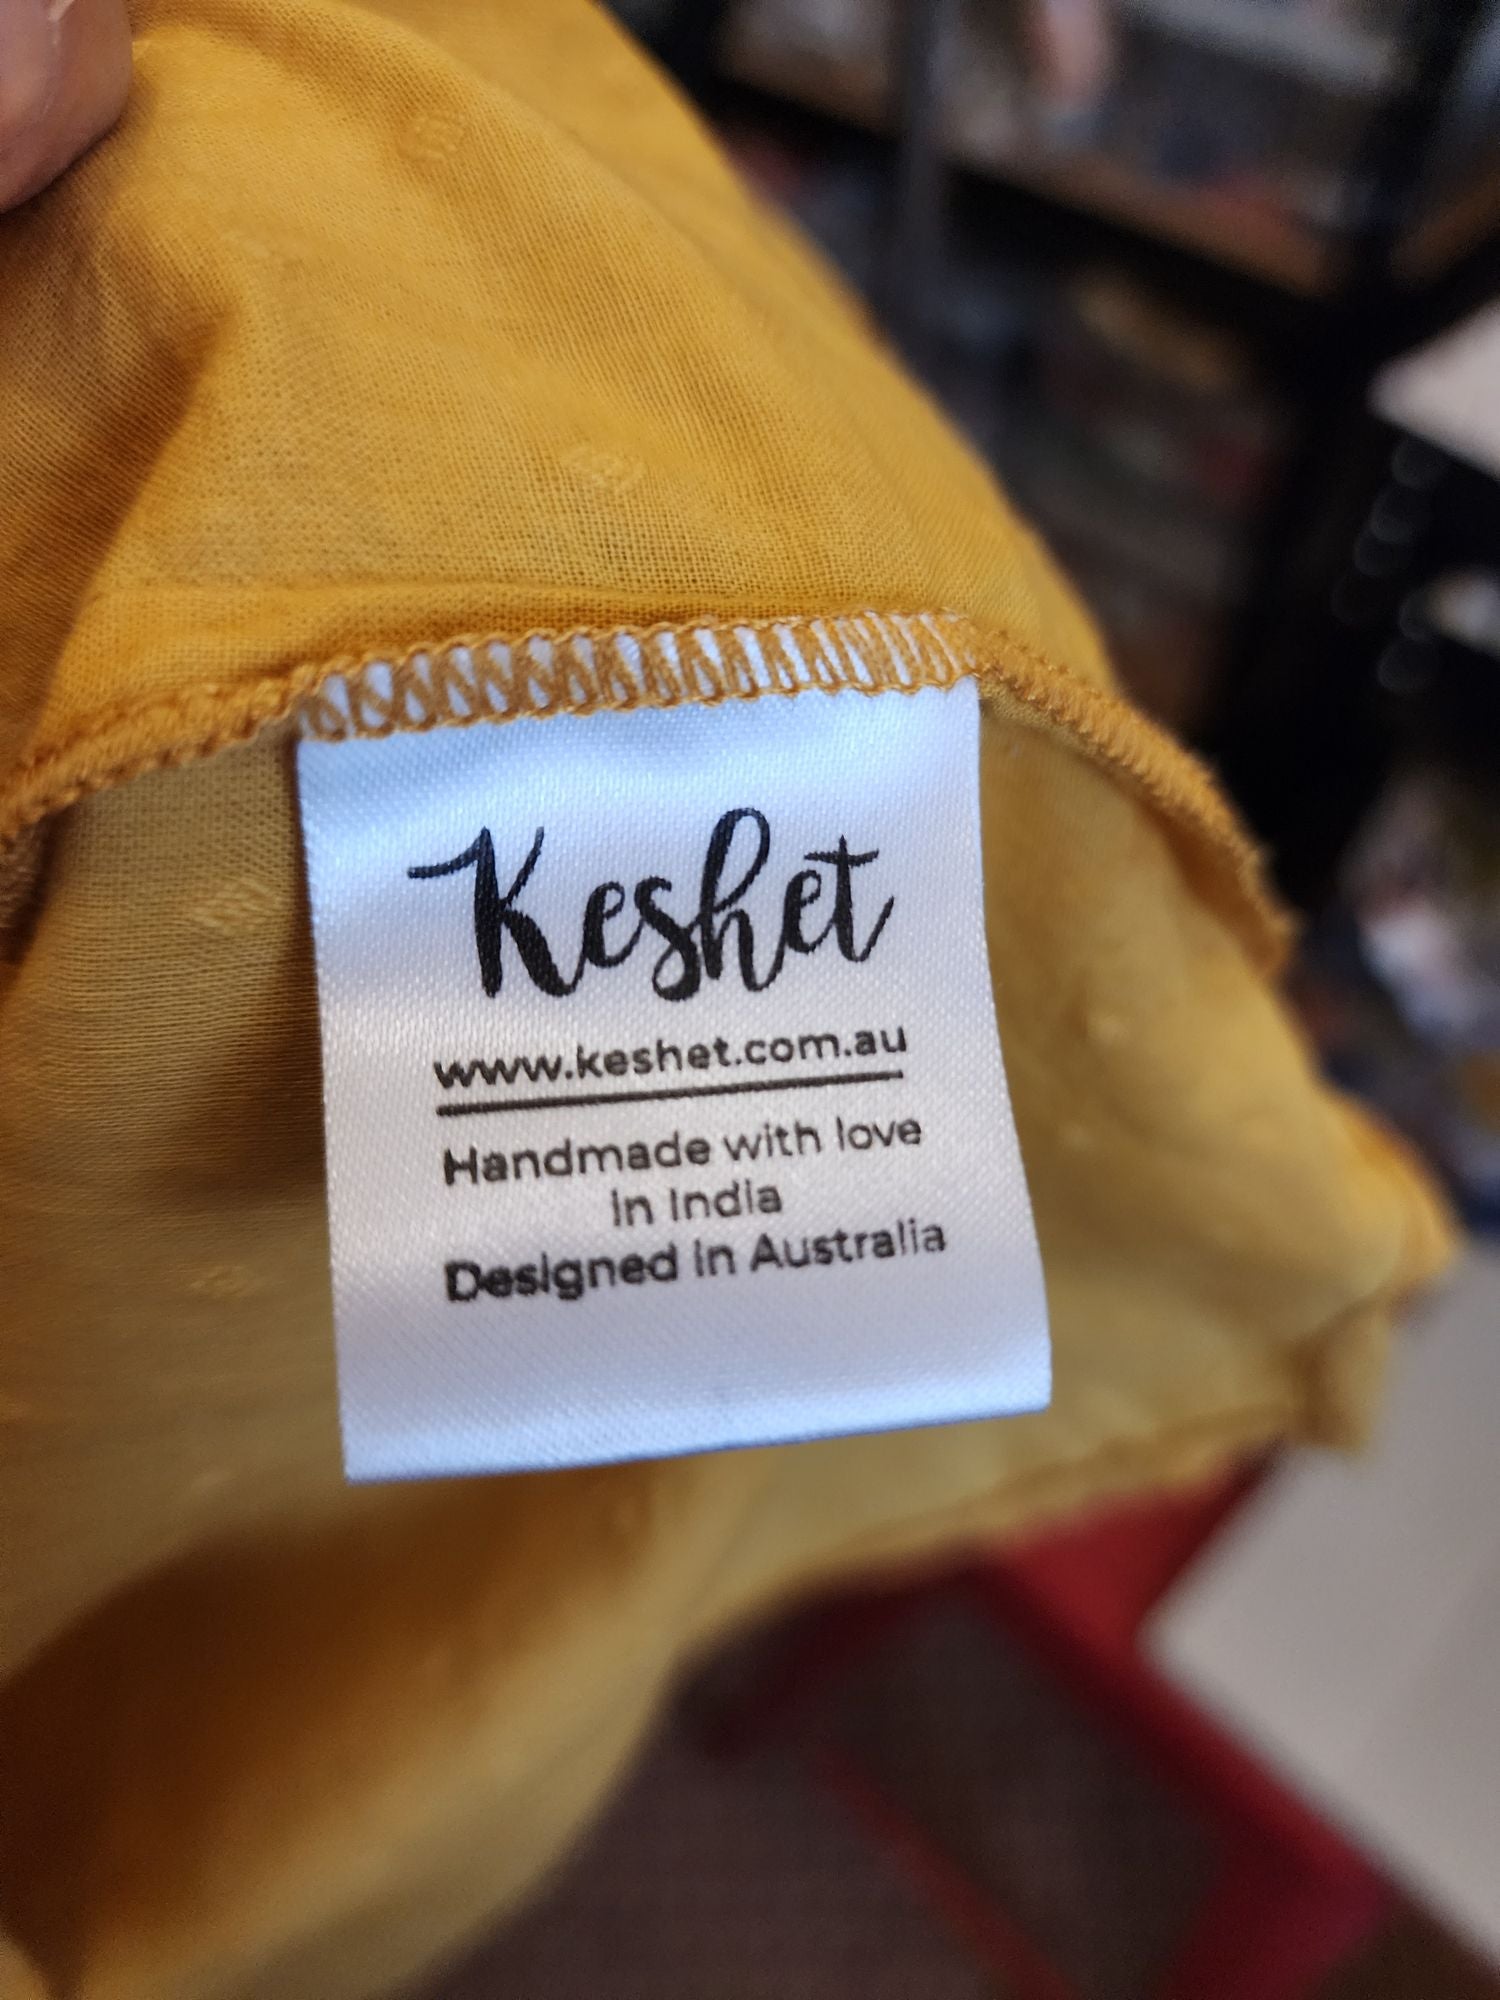 Keshet
www.keshet.com.au
Handmade with love
in India
Designed in Australia